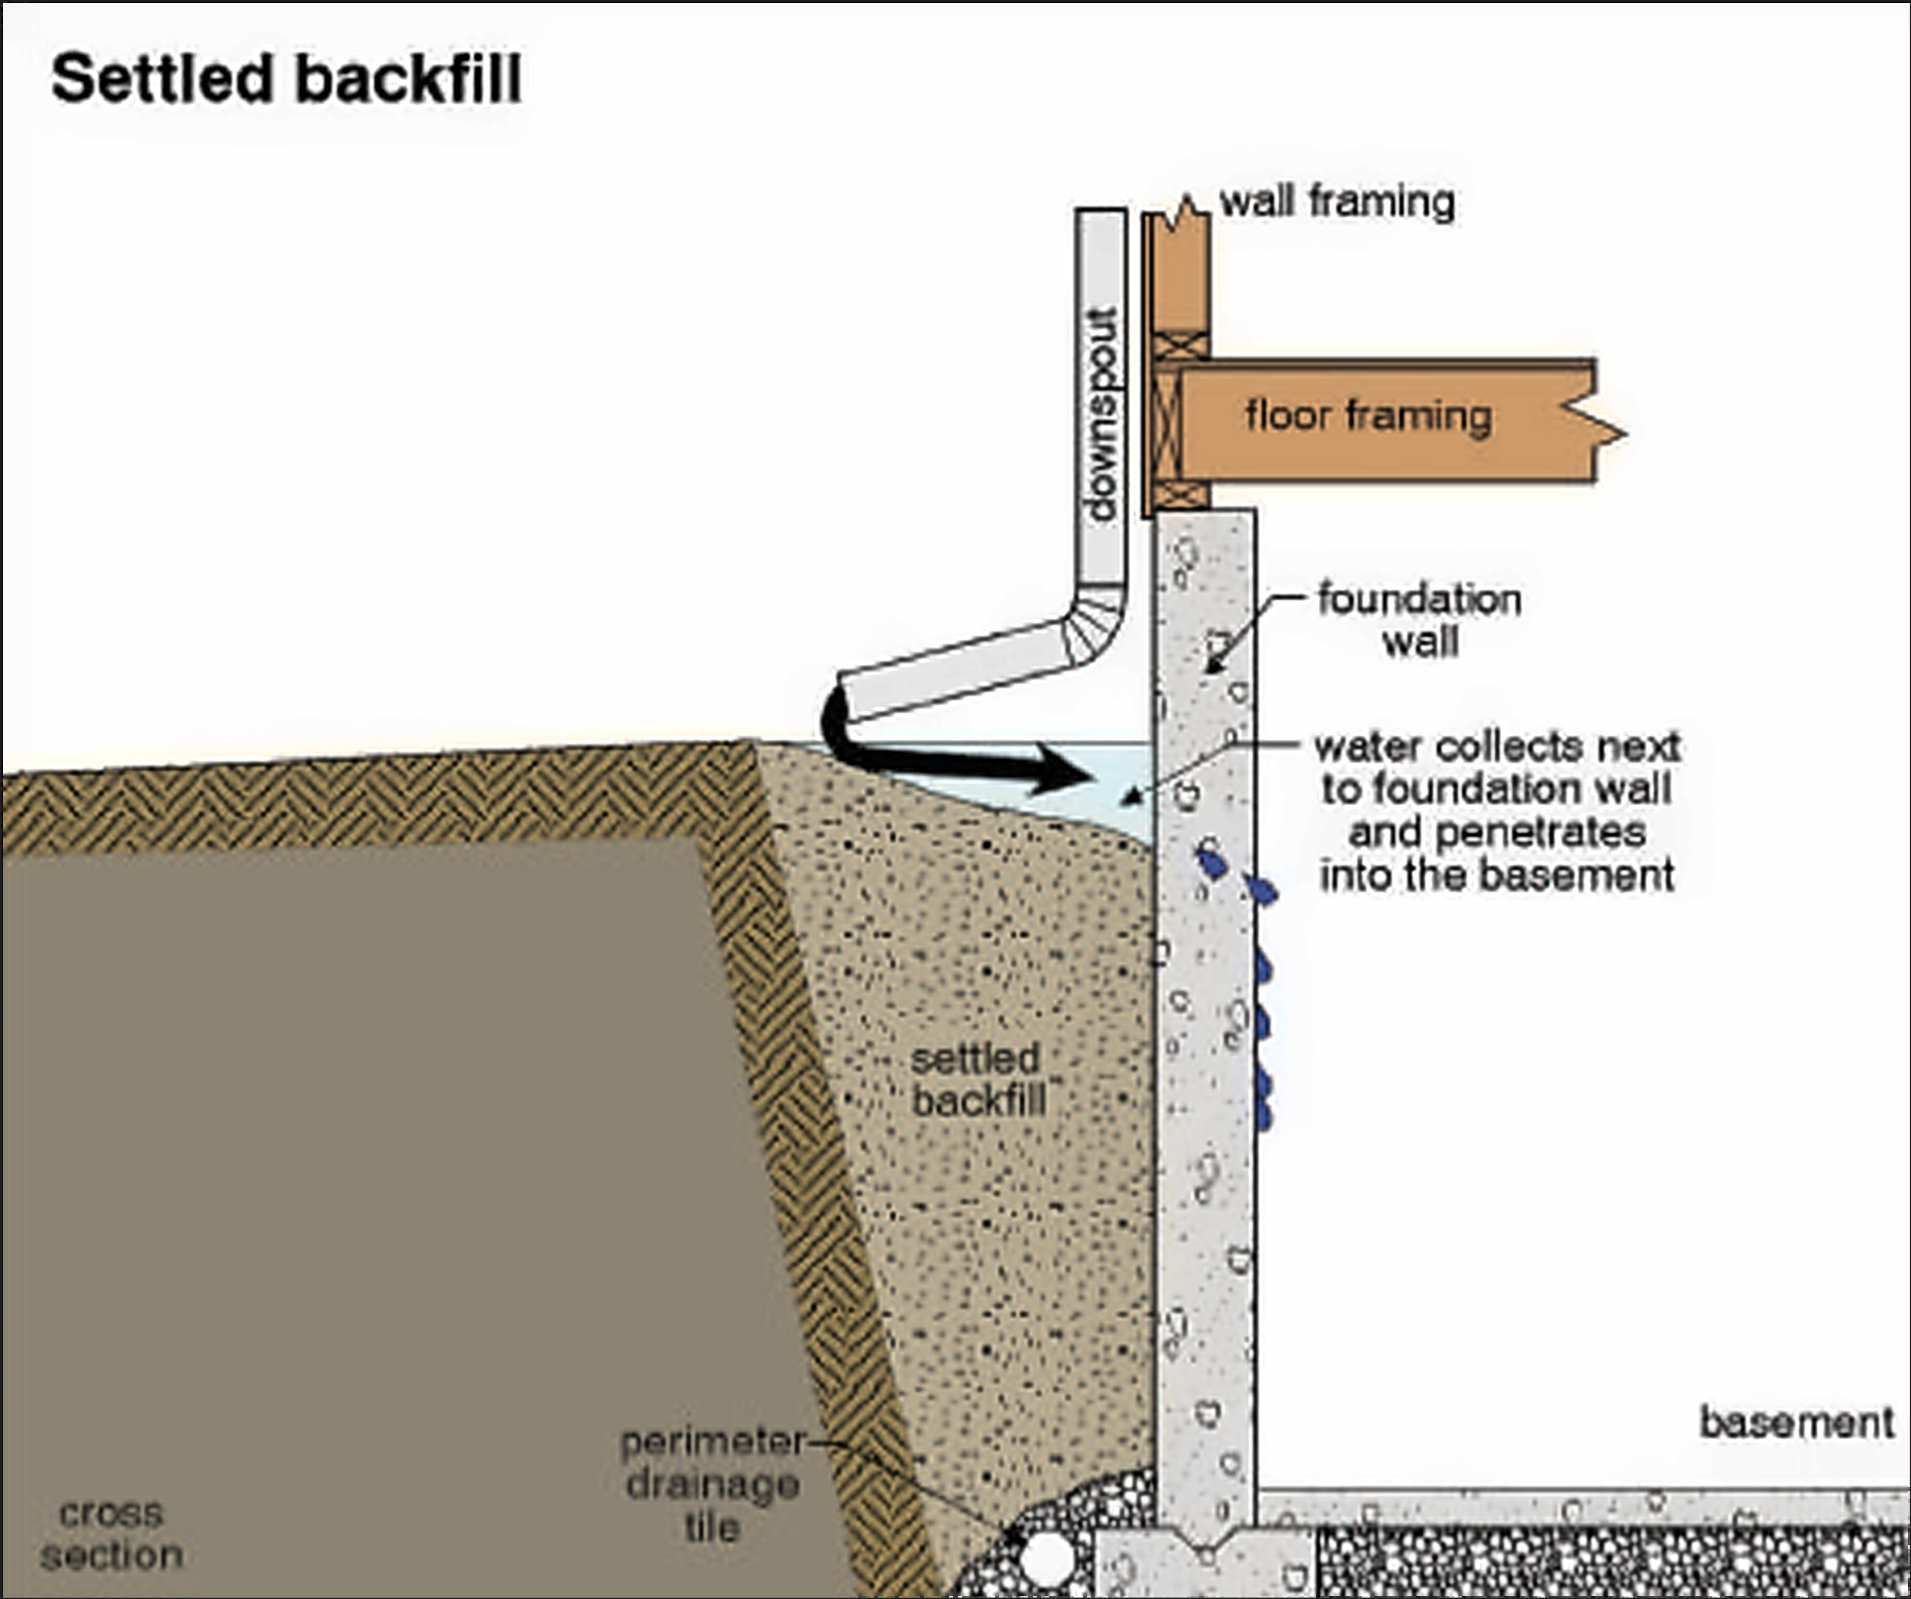 Settled backfill
wall framing
downspout
floor framing
foundation
wall
water collects next
to foundation wall
and penetrates
into the basement
settled
backfill
perimeter
drainage
tile
basement
cross
section